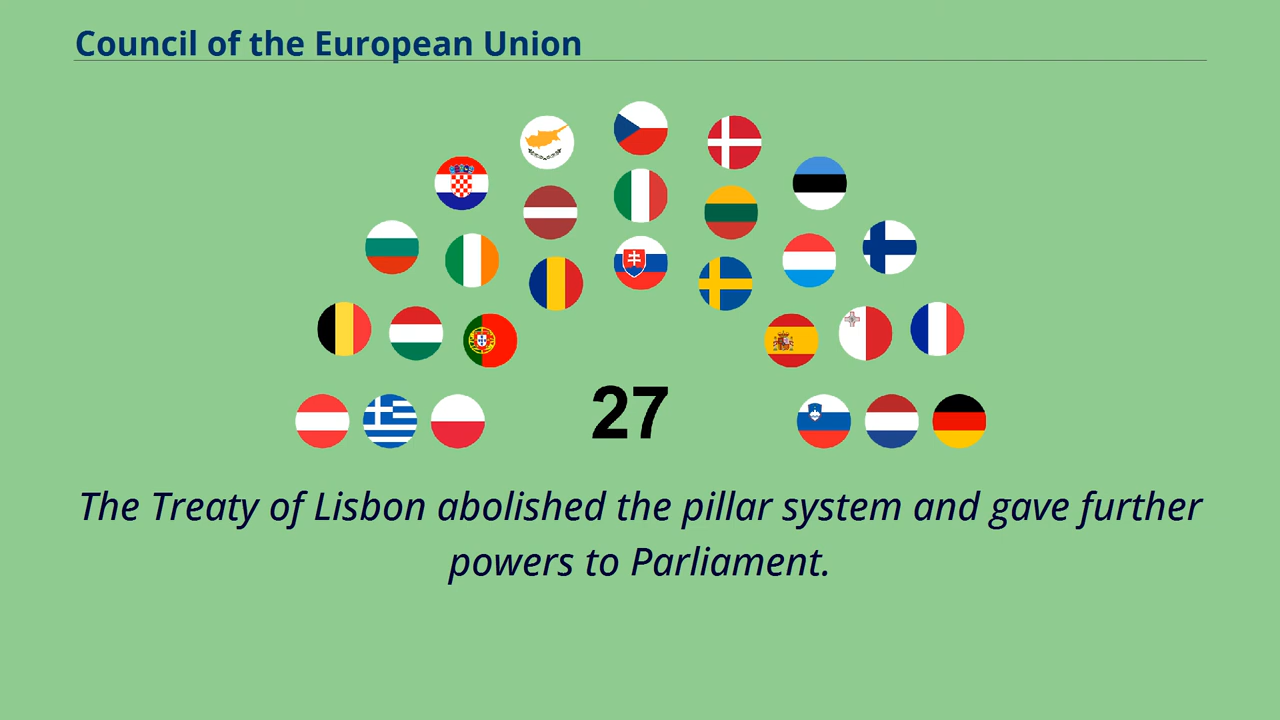 Council of the European Union
27
The Treaty of Lisbon abolished the pillar system and gave further
powers to Parliament.